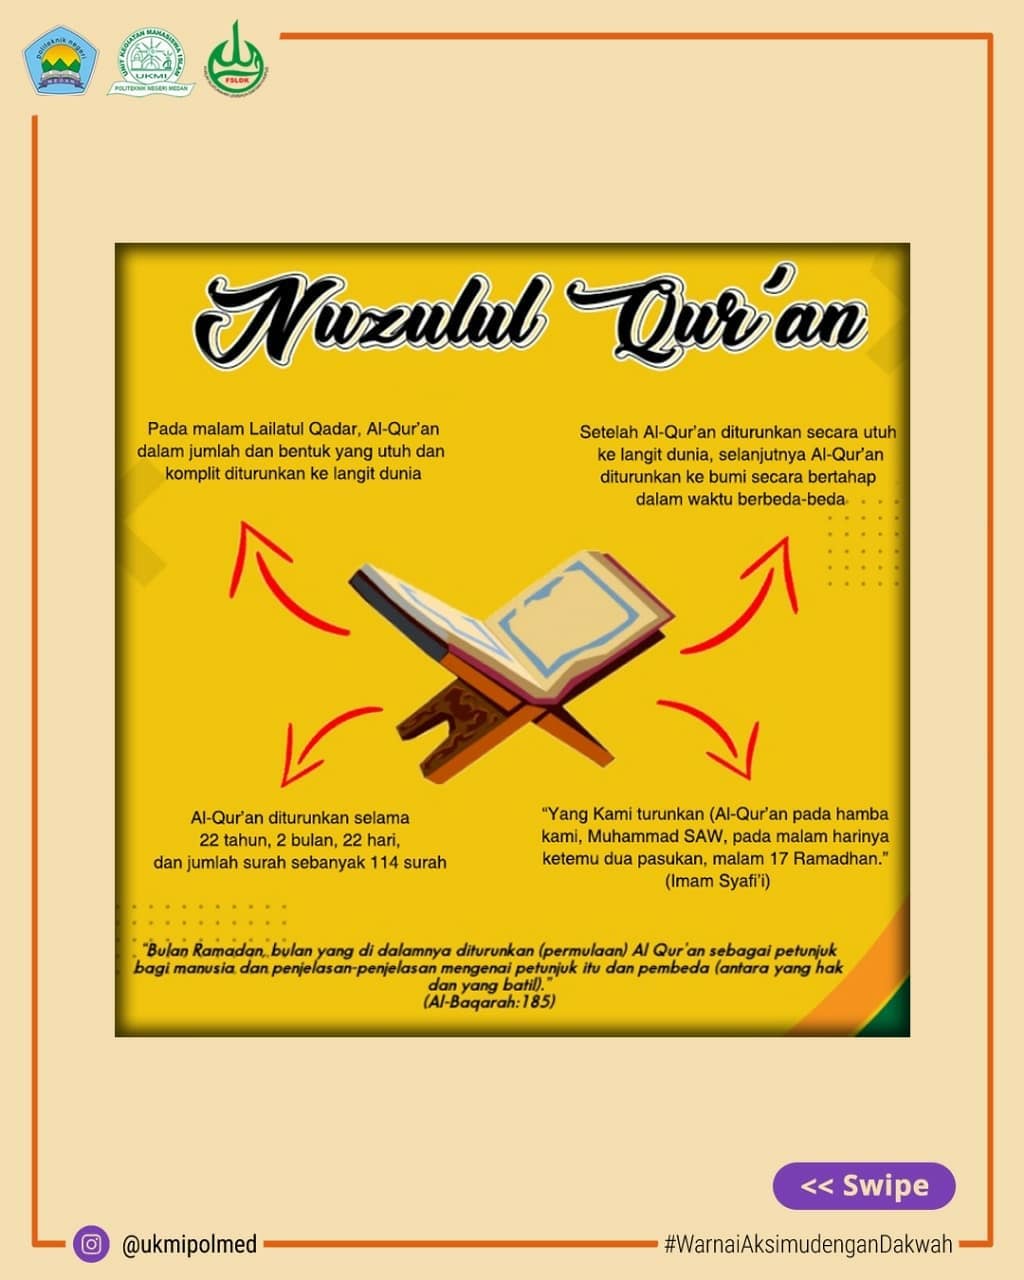 politeknik negeri
MEDAN
UNIT KEGIATAN MAHASISWA ISLAM
UKMI
POLITEKNIK NEGERI MEDAN
FSLDK
Nuzulul Qur'an
Pada malam Lailatul Qadar, Al-Qur'an
dalam jumlah dan bentuk yang utuh dan
komplit diturunkan ke langit dunia
Setelah Al-Qur'an diturunkan secara utuh
ke langit dunia, selanjutnya Al-Qur'an
diturunkan ke bumi secara bertahap
dalam waktu berbeda-beda
Al-Qur'an diturunkan selama
22 tahun, 2 bulan, 22 hari,
dan jumlah surah sebanyak 114 surah
“Yang Kami turunkan (Al-Qur'an pada hamba
kami, Muhammad SAW, pada malam harinya
ketemu dua pasukan, malam 17 Ramadhan.”
(Imam Syafi'i)
"Bulan Ramadan, bulan yang di dalamnya diturunkan (permulaan) Al Qur'an sebagai petunjuk
bagi manusia dan penjelasan-penjelasan mengenai petunjuk itu dan pembeda (antara yang hak
dan yang batil)."
(Al-Baqarah:185)
<< Swipe
@ukmipolmed
#WarnaiAksimudenganDakwah